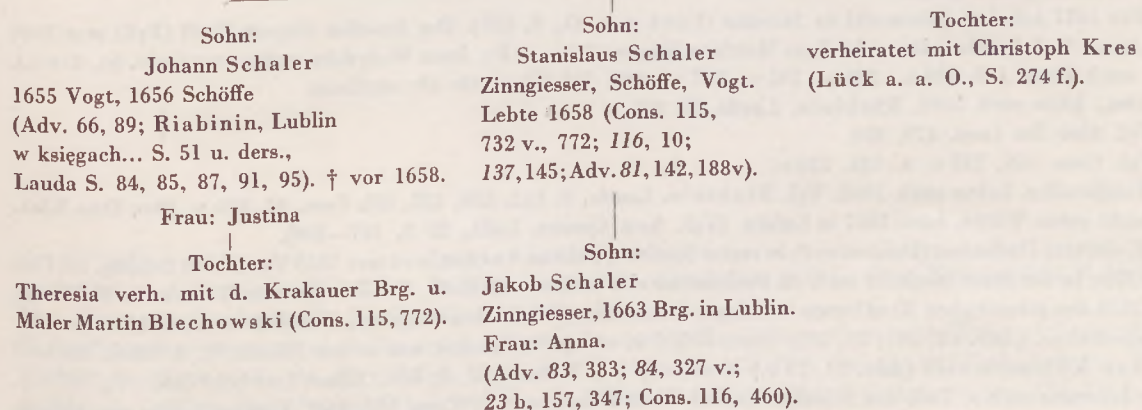 Sohn:
Johann Schaler
1655 Vogt, 1656 Schöffe
(Adv. 66, 89; Riabinin, Lublin
w księgach... S. 51 u. ders.,
Lauda S. 84, 85, 87, 91, 95). † vor 1658.
Frau: Justina
Tochter:
Theresia verh. mit d. Krakauer Brg. u.
Maler Martin Blechowski (Cons. 115, 772).
Sohn:
Stanislaus Schaler
Zinngiesser, Schöffe, Vogt.
Lebte 1658 (Cons. 115,
732 v., 772; 116, 10;
137, 145; Adv. 81, 142, 188v).
Sohn:
Jakob Schaler
Zinngiesser, 1663 Brg. in Lublin.
Frau: Anna.
(Adv. 83, 383; 84, 327 v.;
23 b, 157, 347; Cons. 116, 460).
Tochter:
verheiratet mit Christoph Kres
(Lück a. a. O., S. 274 f.).